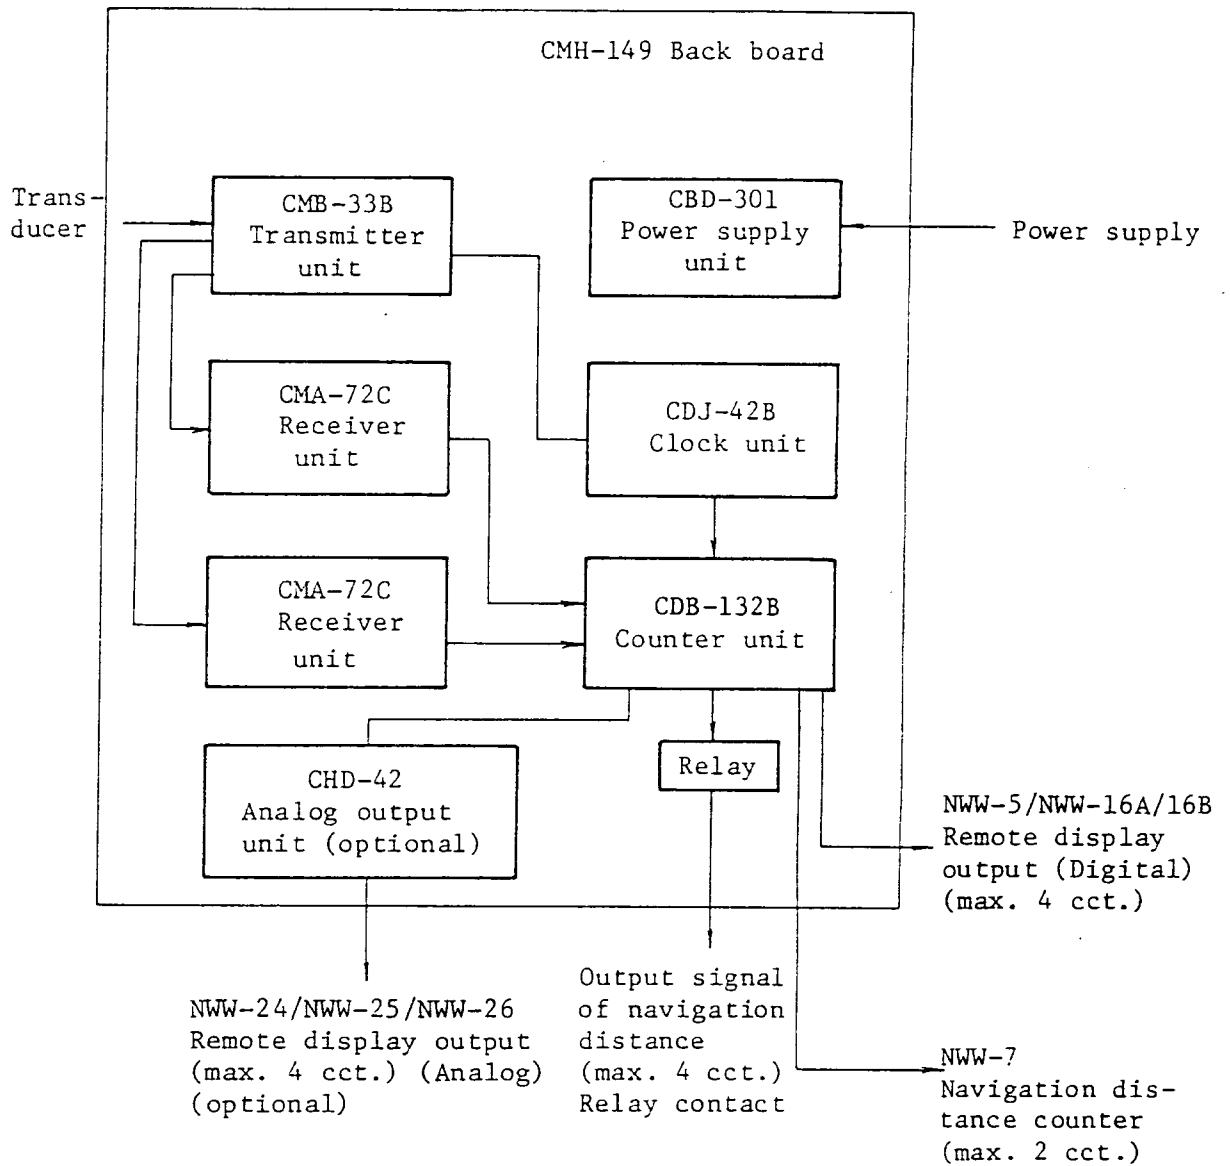 CMH-149 Back board
Trans-
ducer
CMB-33B
Transmitter
unit
CBD-301
Power supply
unit
Power supply
CMA-72C
Receiver
unit
CDJ-42B
Clock unit
CMA-72C
Receiver
unit
CDB-132B
Counter unit
CHD-42
Analog output
unit (optional)
Relay
NWW-5/NWW-16A/16B
Remote display
output (Digital)
(max. 4 cct.)
NWW-24/NWW-25/NWW-26
Remote display output
(max. 4 cct.) (Analog)
(optional)
Output signal
of navigation
distance
(max. 4 cct.)
Relay contact
NWW-7
Navigation dis-
tance counter
(max. 2 cct.)